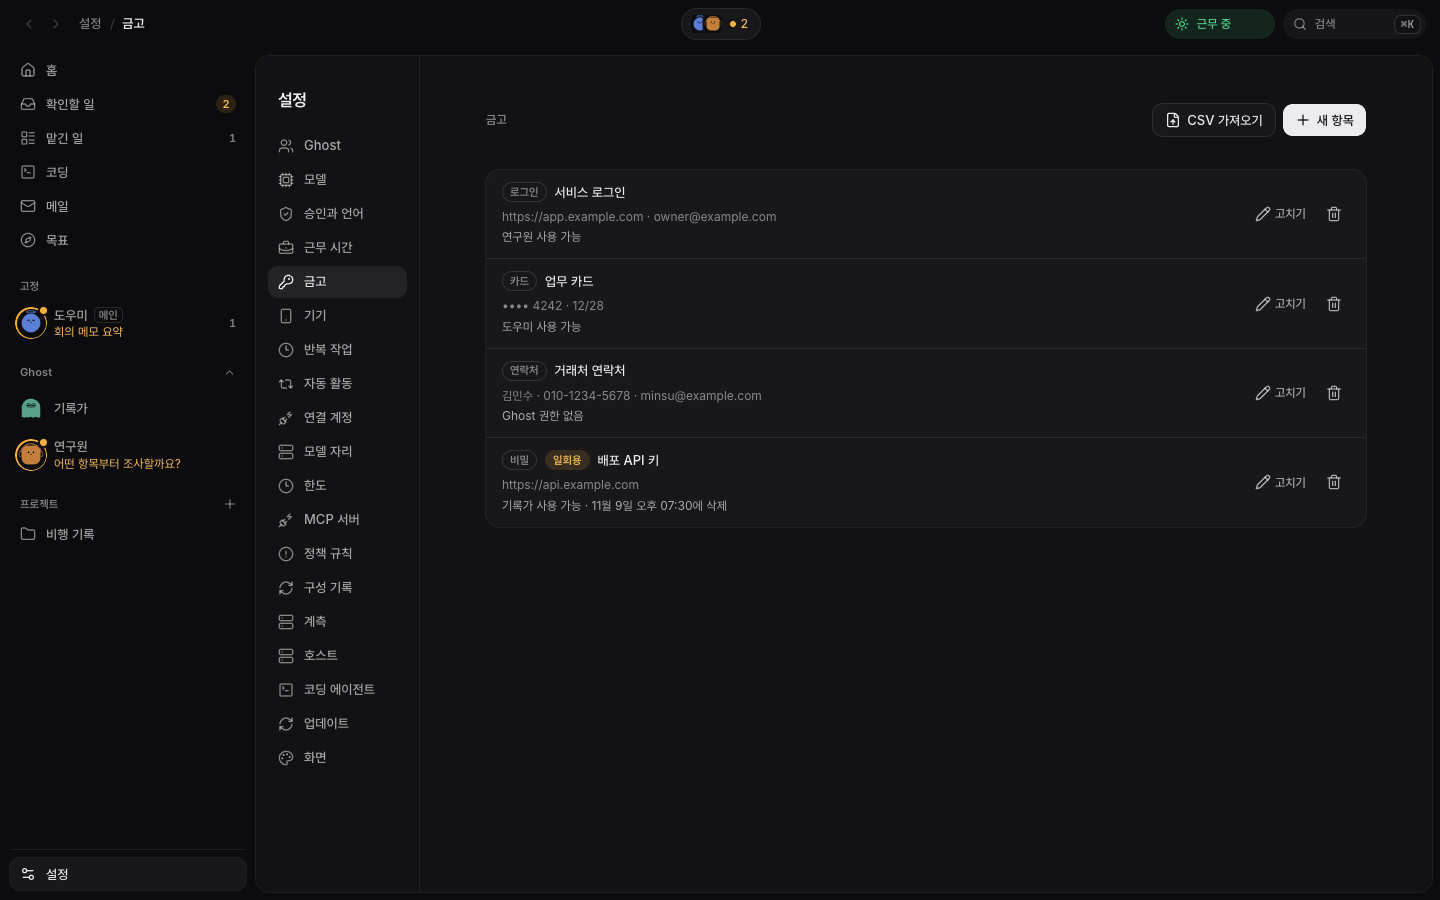 설정 / 금고
2
근무 중
검색
⌘K
홈
확인할 일
2
맡긴 일
1
코딩
메일
목표
고정
도우미 메인
회의 메모 요약
1
Ghost
기록가
연구원
어떤 항목부터 조사할까요?
프로젝트
비행 기록
설정
설정
Ghost
모델
승인과 언어
근무 시간
금고
기기
반복 작업
자동 활동
연결 계정
모델 자리
한도
MCP 서버
정책 규칙
구성 기록
계측
호스트
코딩 에이전트
업데이트
화면
금고
CSV 가져오기
새 항목
로그인 서비스 로그인
https://app.example.com · owner@example.com
연구원 사용 가능
고치기
카드 업무 카드
•••• 4242 · 12/28
도우미 사용 가능
고치기
연락처 거래처 연락처
김민수 · 010-1234-5678 · minsu@example.com
Ghost 권한 없음
고치기
비밀 일회용 배포 API 키
https://api.example.com
기록가 사용 가능 · 11월 9일 오후 07:30에 삭제
고치기